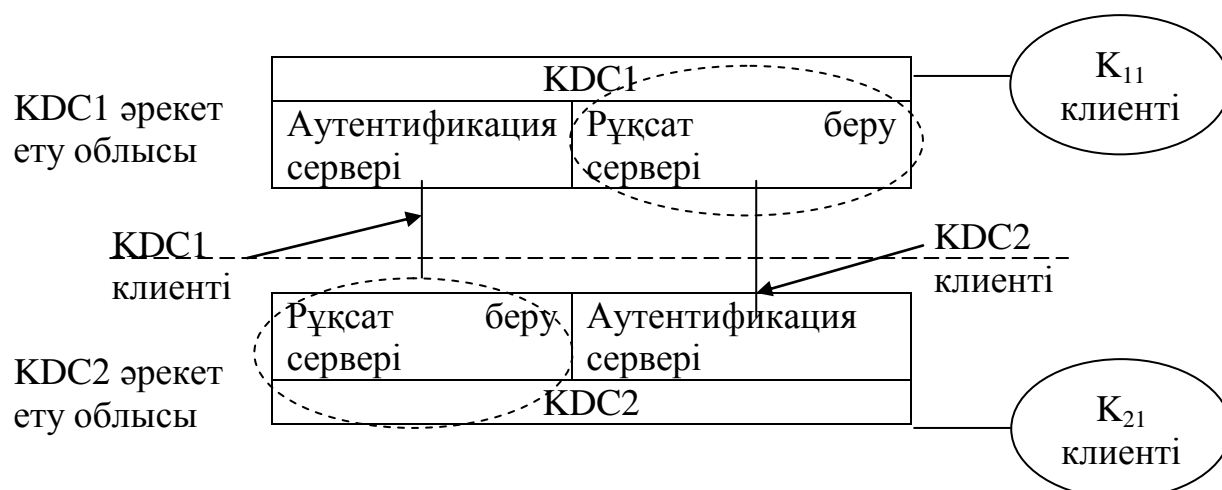 KDC1
K₁₁
клиенті
KDC1 әрекет
ету облысы
Аутентификация
сервері
Рұқсат беру
сервері
KDC1
клиенті
KDC2
клиенті
Рұқсат беру
сервері
Аутентификация
сервері
KDC2 әрекет
ету облысы
KDC2
K₂₁
клиенті